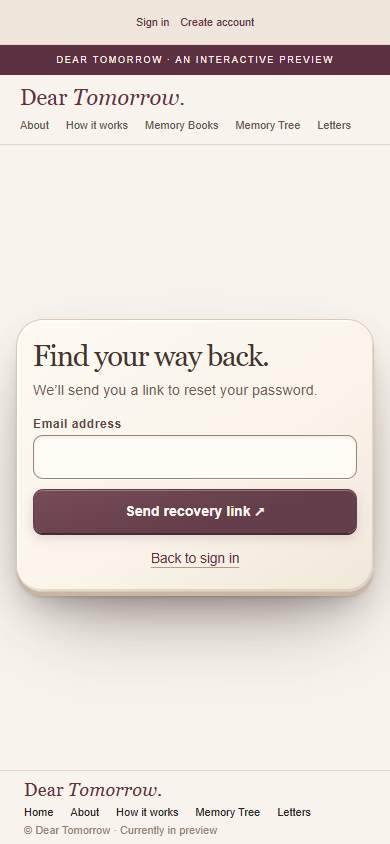 Sign in Create account
DEAR TOMORROW · AN INTERACTIVE PREVIEW
Dear Tomorrow.
About How it works Memory Books Memory Tree Letters
Find your way back.
We’ll send you a link to reset your password.
Email address
Send recovery link ↗
Back to sign in
Dear Tomorrow.
Home About How it works Memory Tree Letters
© Dear Tomorrow · Currently in preview